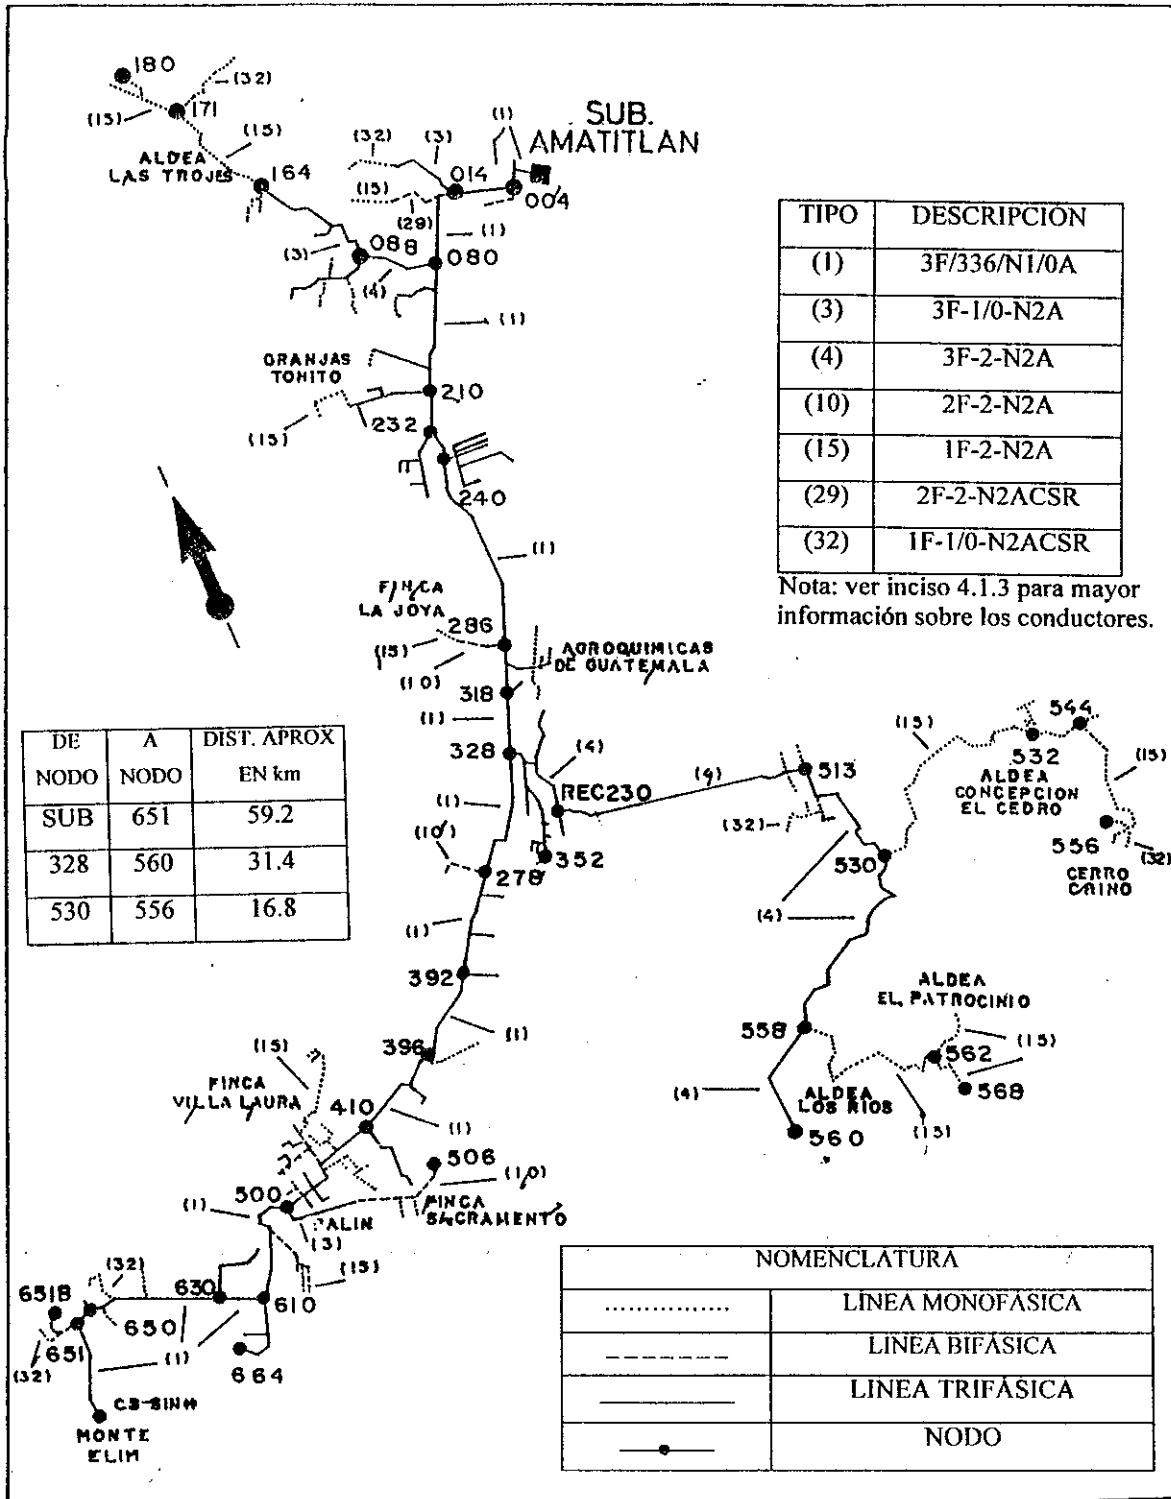 180
(32)
(15)
171
(15)
ALDEA
LAS TROJES
164
(32)
(3)
(1)
SUB.
AMATITLAN
014
004
(15)
(29)
(1)
(3)
088
080
(4)
(1)
GRANJAS
TOHITO
210
(15)
232
240
(1)
TIPO DESCRIPCIÓN
(1) 3F/336/N1/0A
(3) 3F-1/0-N2A
(4) 3F-2-N2A
(10) 2F-2-N2A
(15) 1F-2-N2A
(29) 2F-2-N2ACSR
(32) 1F-1/0-N2ACSR
Nota: ver inciso 4.1.3 para mayor
información sobre los conductores.
FINCA
LA JOYA
286
(15)
(10)
AGROQUIMICAS
DE GUATEMALA
318
(1)
328
(4)
REC230
(4)
513
(1)
(10)
(32)
352
278
530
(15)
532
544
ALDEA
CONCEPCION
EL CEDRO
(15)
556
(32)
CERRO
DE A DIST. APROX
NODO NODO EN km
SUB 651 59.2
328 560 31.4
530 556 16.8
(1)
392
(4)
(1)
396
ALDEA
EL PATROCINIO
558
(15)
562
568
(4)
ALDEA
LOS RIOS
560
(15)
(15)
FINCA
VILLA LAURA
410
(1)
506
(10)
FINCA
SACRAMENTO
500
(1)
PALIN
(3)
(15)
(32)
651B
630
610
650
651
(1)
(32)
664
MONTE
ELIM
NOMENCLATURA
LÍNEA MONOFÁSICA
LINEA BIFÁSICA
LINEA TRIFÁSICA
NODO